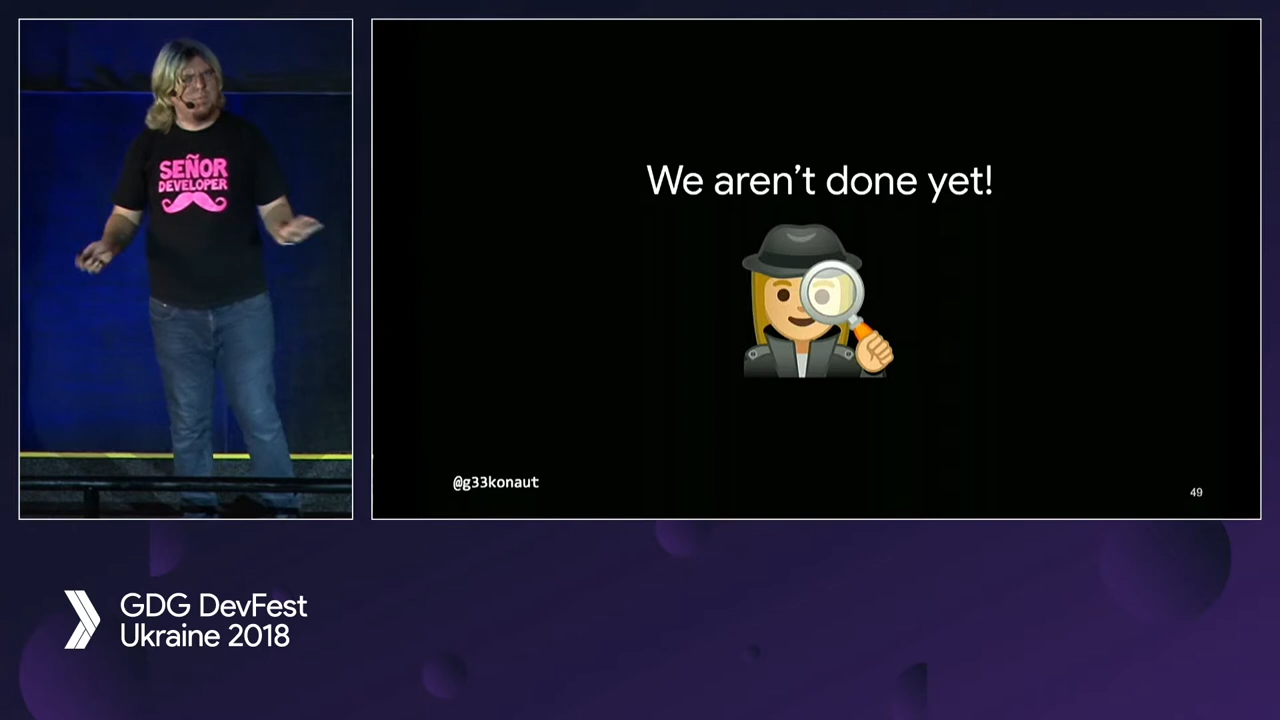 SEÑOR
DEVELOPER
We aren't done yet!
@g33konaut
49
GDG DevFest
Ukraine 2018